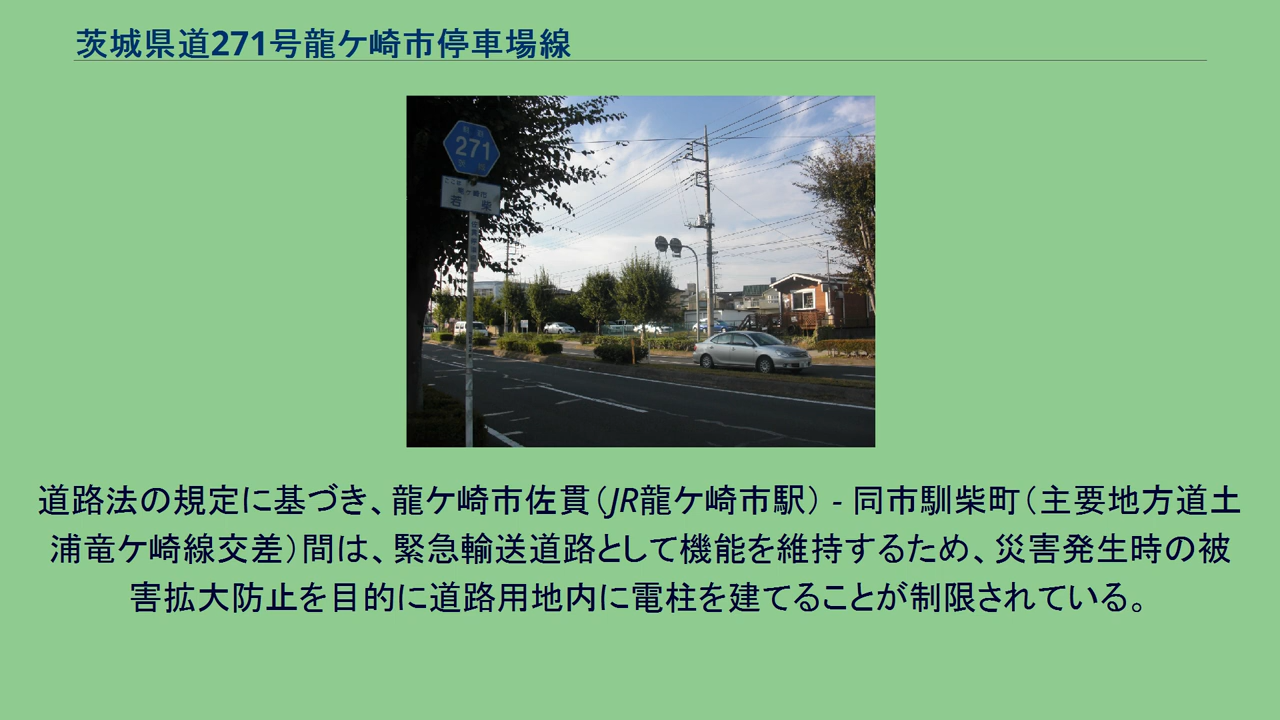 茨城県道271号龍ケ崎市停車場線
271
龍ケ崎市
若 柴
道路法の規定に基づき、龍ケ崎市佐貫（JR龍ケ崎市駅） - 同市馴柴町（主要地方道土
浦竜ケ崎線交差）間は、緊急輸送道路として機能を維持するため、災害発生時の被
害拡大防止を目的に道路用地内に電柱を建てることが制限されている。